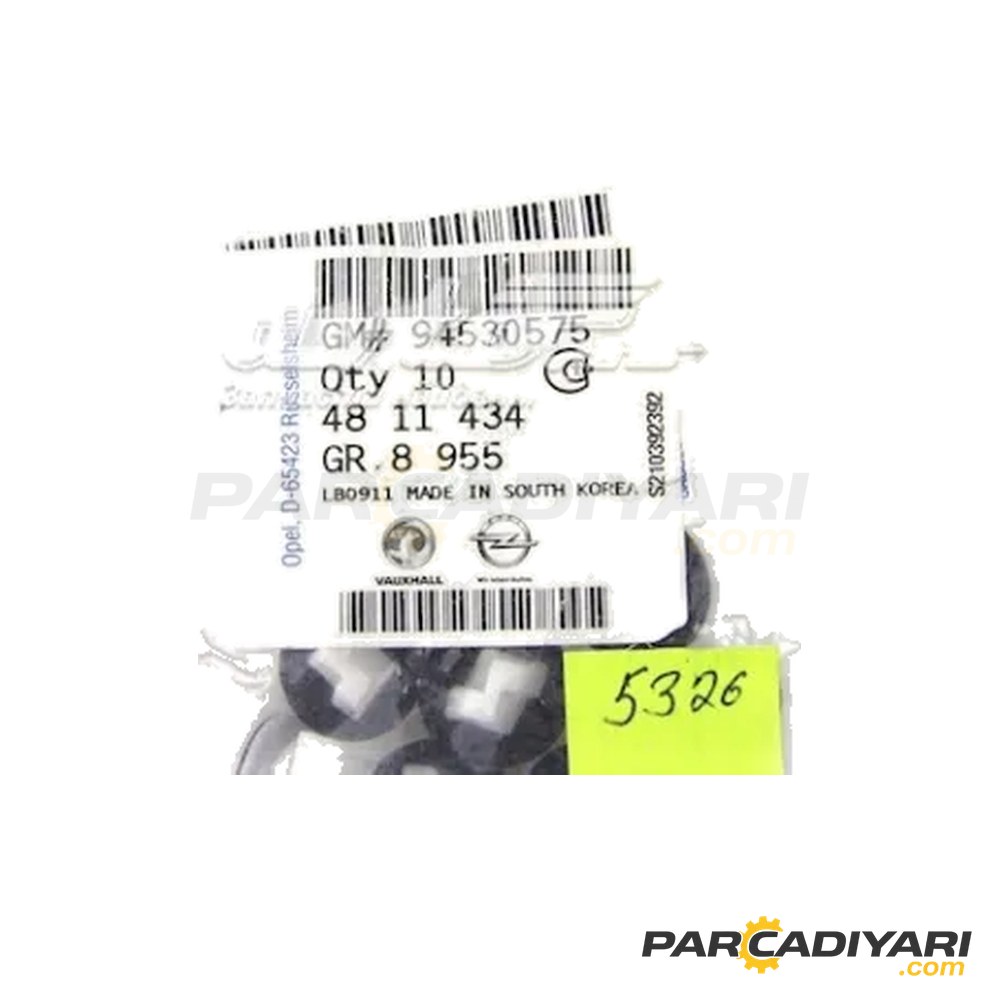 GM# 94530575
Qty 10
48 11 434
GR.8 955
LB0911 MADE IN SOUTH KOREA
Opel, D-65423 Rüsselsheim
S210392392
VAUXHALL
5326
PARCADIYARI
.com
PARCADIYARI
.com